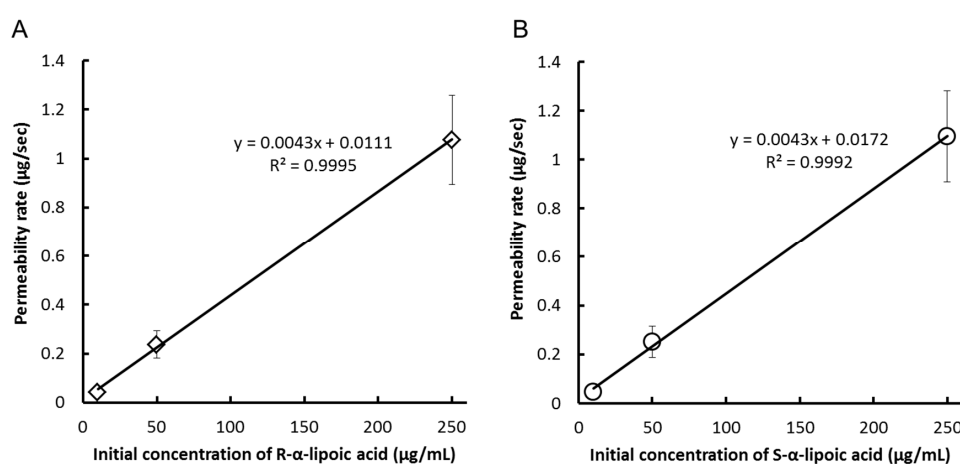 A
1.4
1.2
1
0.8
0.6
0.4
0.2
0
Permeability rate (µg/sec)
y = 0.0043x + 0.0111
R² = 0.9995
0 50 100 150 200 250
Initial concentration of R-α-lipoic acid (µg/mL)
B
1.4
1.2
1
0.8
0.6
0.4
0.2
0
Permeability rate (µg/sec)
y = 0.0043x + 0.0172
R² = 0.9992
0 50 100 150 200 250
Initial concentration of S-α-lipoic acid (µg/mL)